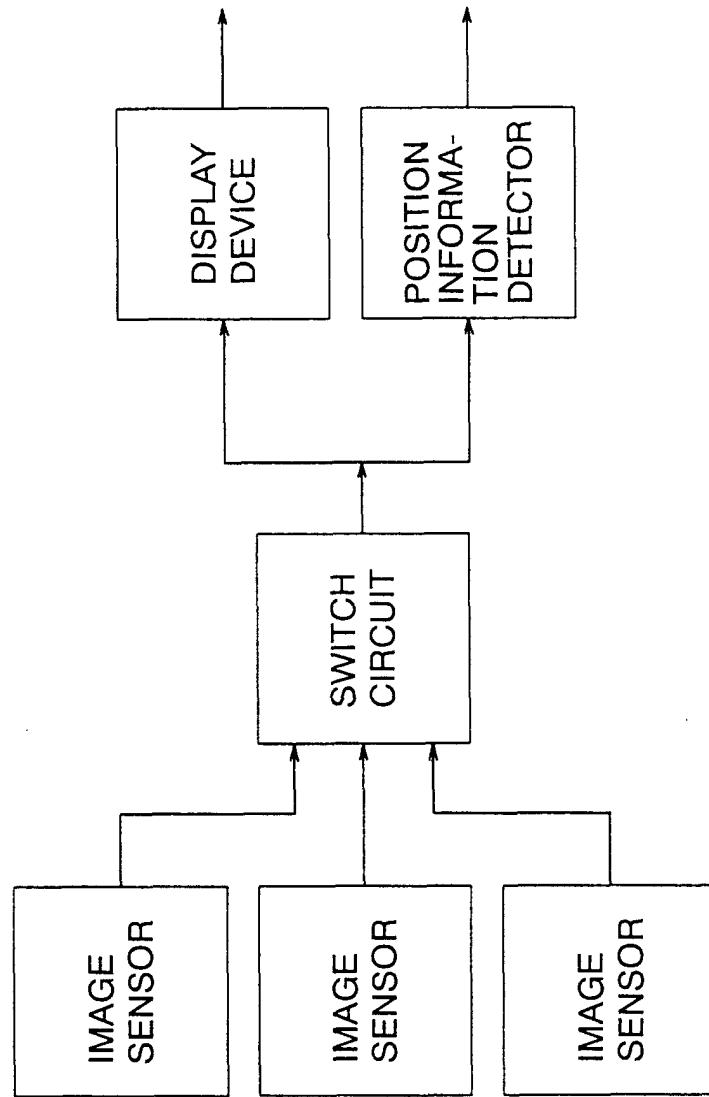 IMAGE
SENSOR
IMAGE
SENSOR
IMAGE
SENSOR
SWITCH
CIRCUIT
DISPLAY
DEVICE
POSITION
INFORMA-
TION
DETECTOR